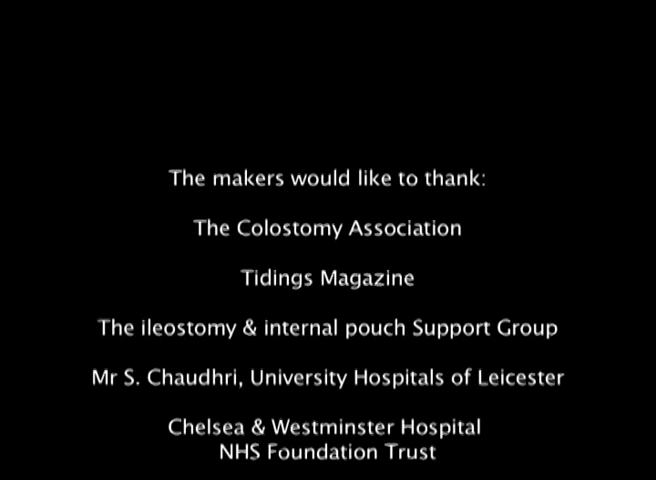 The makers would like to thank:
The Colostomy Association
Tidings Magazine
The ileostomy & internal pouch Support Group
Mr S. Chaudhri, University Hospitals of Leicester
Chelsea & Westminster Hospital
NHS Foundation Trust